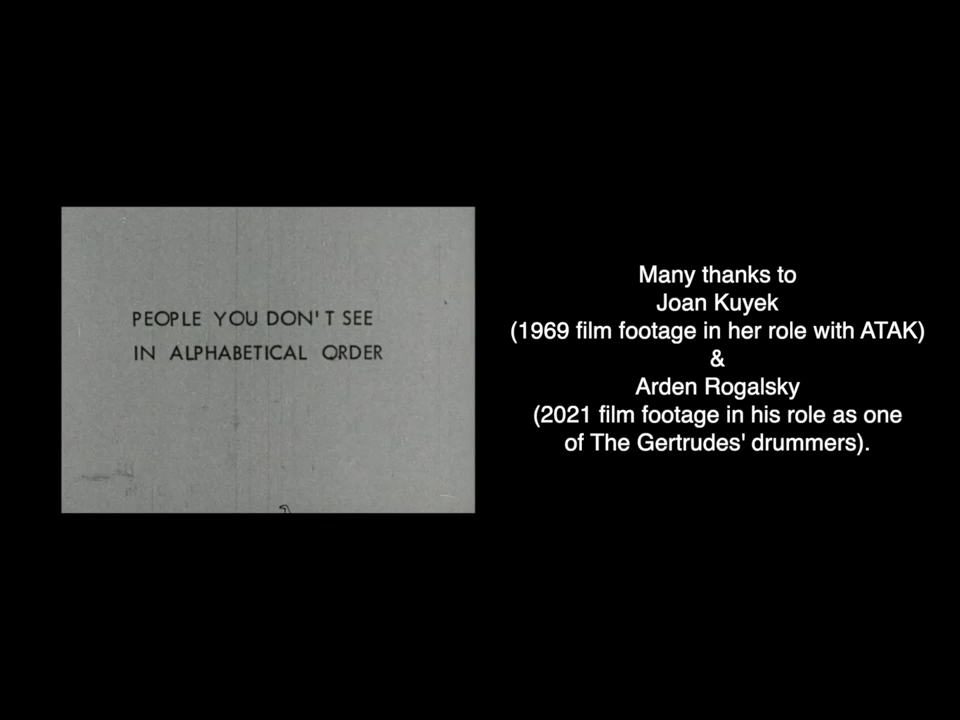 PEOPLE YOU DON'T SEE
IN ALPHABETICAL ORDER
Many thanks to
Joan Kuyek
(1969 film footage in her role with ATAK)
&
Arden Rogalsky
(2021 film footage in his role as one
of The Gertrudes' drummers).